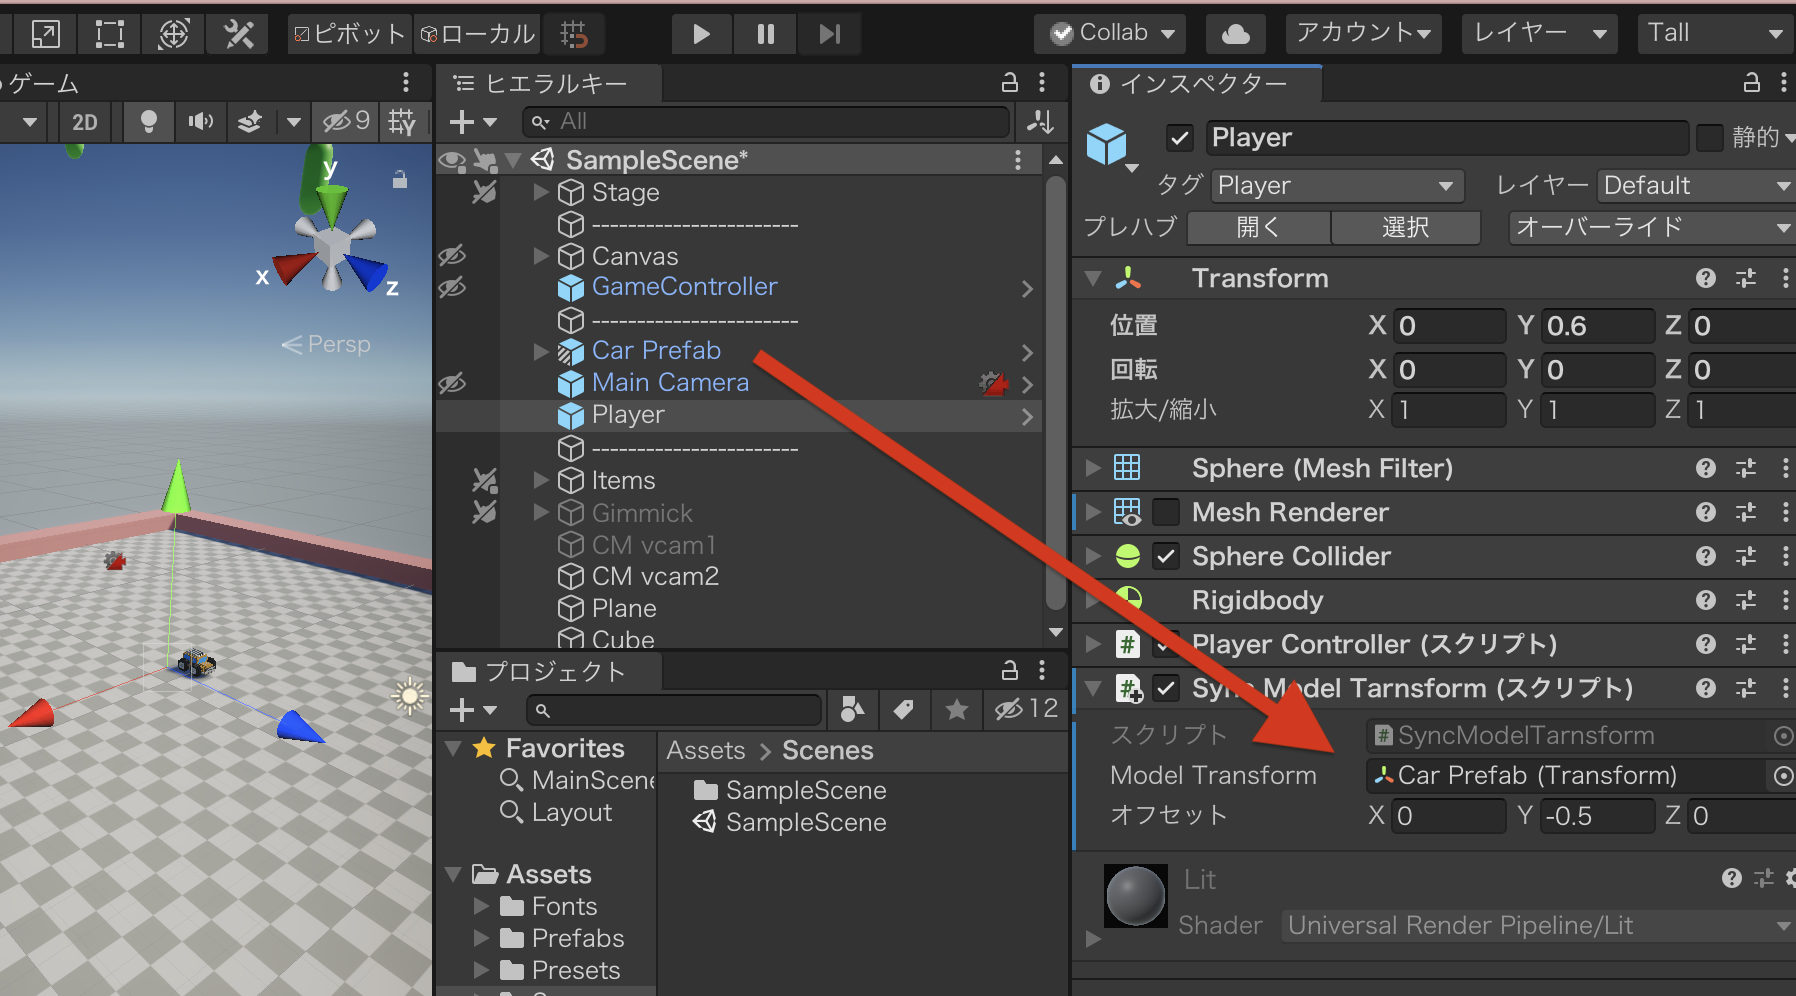 ピボット
ローカル
Collab
アカウント
レイヤー
Tall
ゲーム
2D
9
y
x
z
Persp
ヒエラルキー
All
SampleScene*
Stage
-----------------------
Canvas
GameController
-----------------------
Car Prefab
Main Camera
Player
-----------------------
Items
Gimmick
CM vcam1
CM vcam2
Plane
Cube
プロジェクト
12
Favorites
MainScene
Layout
Assets
Fonts
Prefabs
Presets
Assets > Scenes
SampleScene
SampleScene
インスペクター
Player
静的
タグ Player レイヤー Default
プレハブ 開く 選択 オーバーライド
Transform
位置 X 0 Y 0.6 Z 0
回転 X 0 Y 0 Z 0
拡大/縮小 X 1 Y 1 Z 1
Sphere (Mesh Filter)
Mesh Renderer
Sphere Collider
Rigidbody
Player Controller (スクリプト)
Sync Model Tarnsform (スクリプト)
スクリプト # SyncModelTarnsform
Model Transform Car Prefab (Transform)
オフセット X 0 Y -0.5 Z 0
Lit
Shader Universal Render Pipeline/Lit